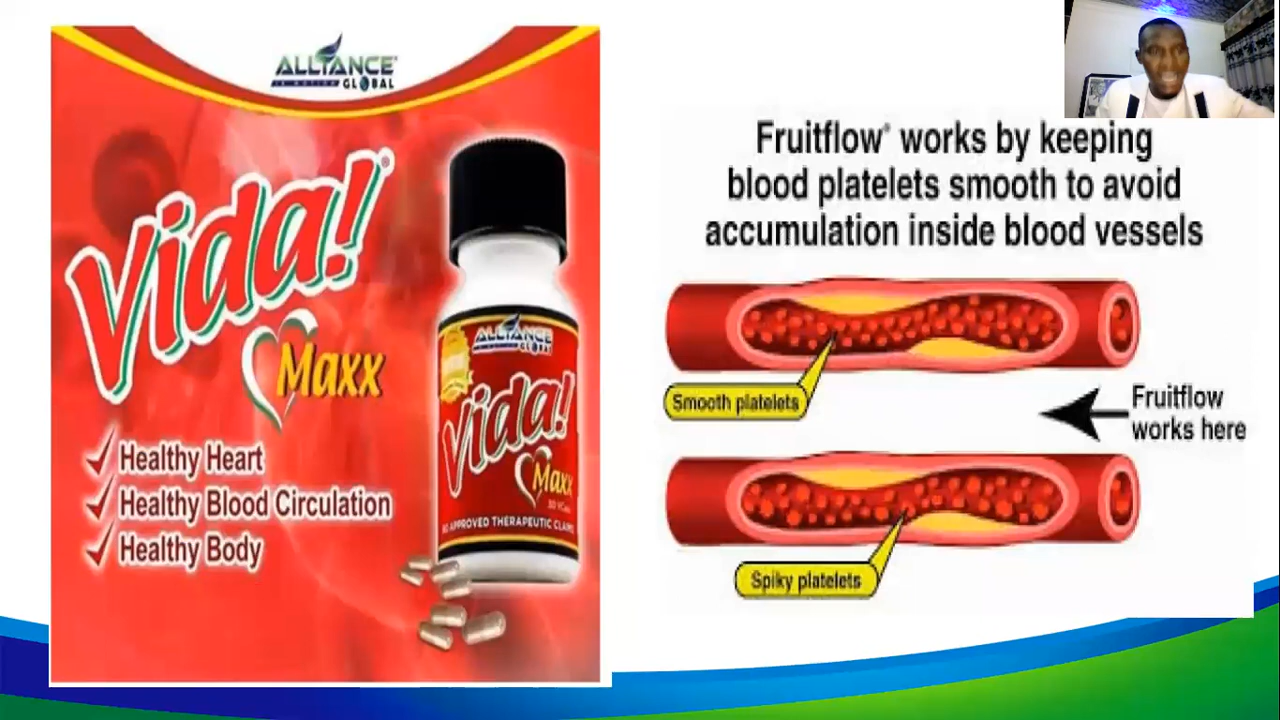 ALLIANCE
IN ACTION GLOBAL
Vida!®
Maxx
Healthy Heart
Healthy Blood Circulation
Healthy Body
ALLIANCE
GLOBAL
Vida!
Maxx
APPROVED THERAPEUTIC CLAIMS
Fruitflow® works by keeping
blood platelets smooth to avoid
accumulation inside blood vessels
Smooth platelets
Fruitflow
works here
Spiky platelets